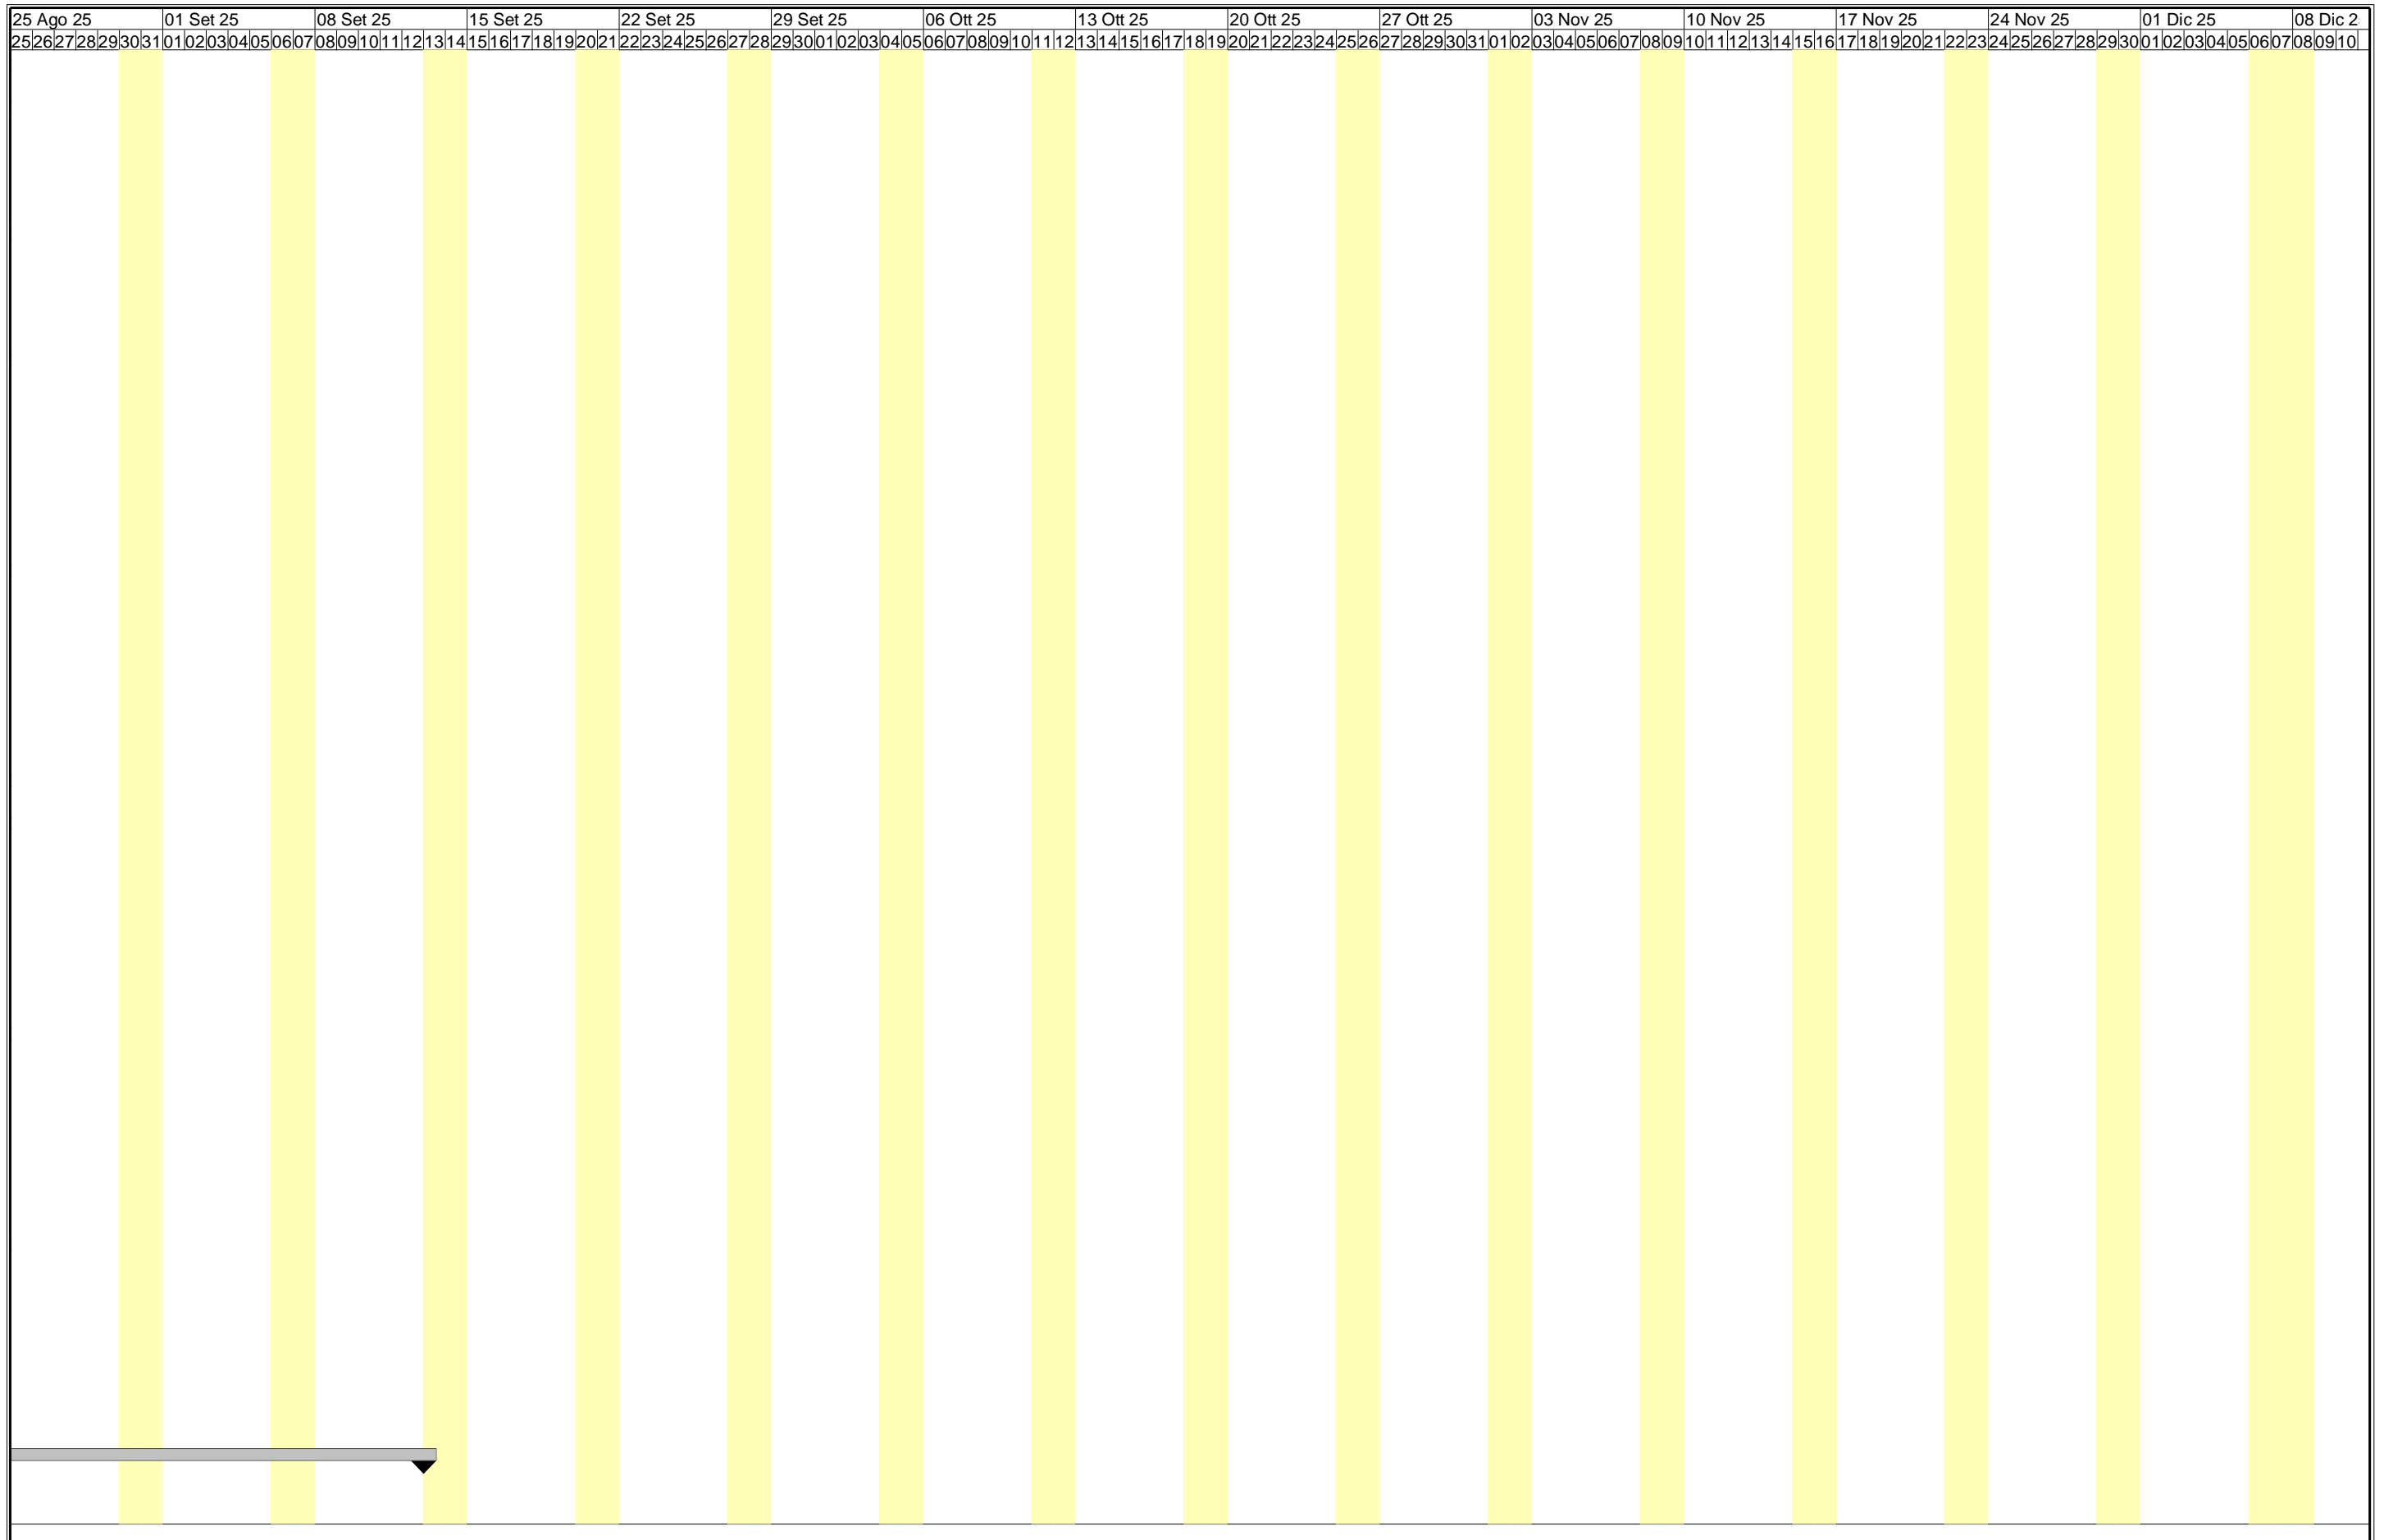 25 Ago 25 01 Set 25 08 Set 25 15 Set 25 22 Set 25 29 Set 25 06 Ott 25 13 Ott 25 20 Ott 25 27 Ott 25 03 Nov 25 10 Nov 25 17 Nov 25 24 Nov 25 01 Dic 25 08 Dic 2
25 26 27 28 29 30 31 01 02 03 04 05 06 07 08 09 10 11 12 13 14 15 16 17 18 19 20 21 22 23 24 25 26 27 28 29 30 01 02 03 04 05 06 07 08 09 10 11 12 13 14 15 16 17 18 19 20 21 22 23 24 25 26 27 28 29 30 31 01 02 03 04 05 06 07 08 09 10 11 12 13 14 15 16 17 18 19 20 21 22 23 24 25 26 27 28 29 30 01 02 03 04 05 06 07 08 09 10